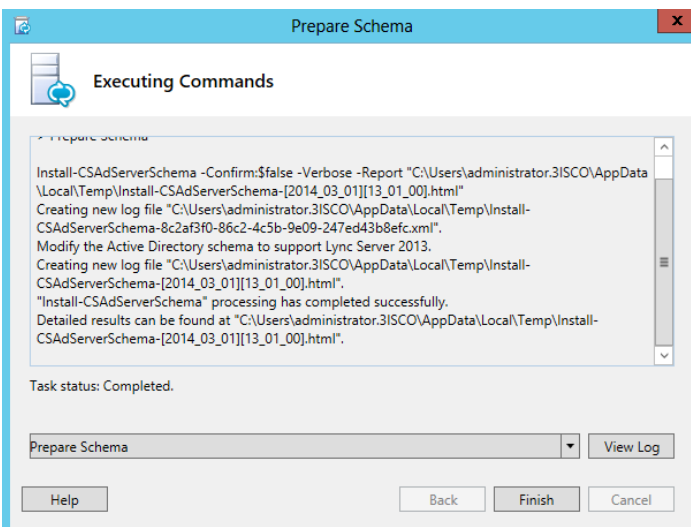 Prepare Schema
x
Executing Commands
> Prepare Schema
Install-CSAdServerSchema -Confirm:$false -Verbose -Report "C:\Users\administrator.3ISCO\AppData
\Local\Temp\Install-CSAdServerSchema-[2014_03_01][13_01_00].html"
Creating new log file "C:\Users\administrator.3ISCO\AppData\Local\Temp\Install-
CSAdServerSchema-8c2af3f0-86c2-4c5b-9e09-247ed43b8efc.xml".
Modify the Active Directory schema to support Lync Server 2013.
Creating new log file "C:\Users\administrator.3ISCO\AppData\Local\Temp\Install-
CSAdServerSchema-[2014_03_01][13_01_00].html".
"Install-CSAdServerSchema" processing has completed successfully.
Detailed results can be found at "C:\Users\administrator.3ISCO\AppData\Local\Temp\Install-
CSAdServerSchema-[2014_03_01][13_01_00].html".
Task status: Completed.
Prepare Schema
View Log
Help
Back
Finish
Cancel